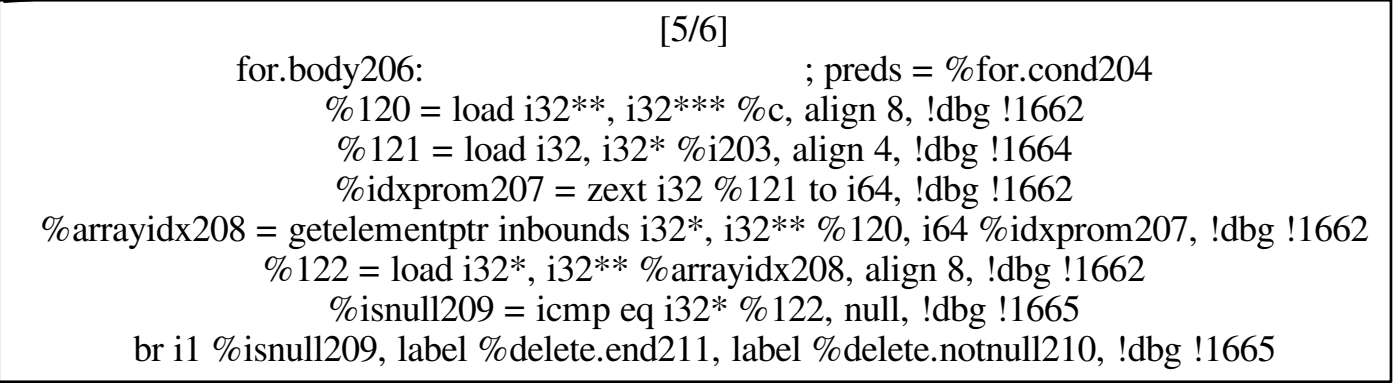 [5/6]
for.body206: ; preds = %for.cond204
%120 = load i32**, i32*** %c, align 8, !dbg !1662
%121 = load i32, i32* %i203, align 4, !dbg !1664
%idxprom207 = zext i32 %121 to i64, !dbg !1662
%arrayidx208 = getelementptr inbounds i32*, i32** %120, i64 %idxprom207, !dbg !1662
%122 = load i32*, i32** %arrayidx208, align 8, !dbg !1662
%isnull209 = icmp eq i32* %122, null, !dbg !1665
br i1 %isnull209, label %delete.end211, label %delete.notnull210, !dbg !1665